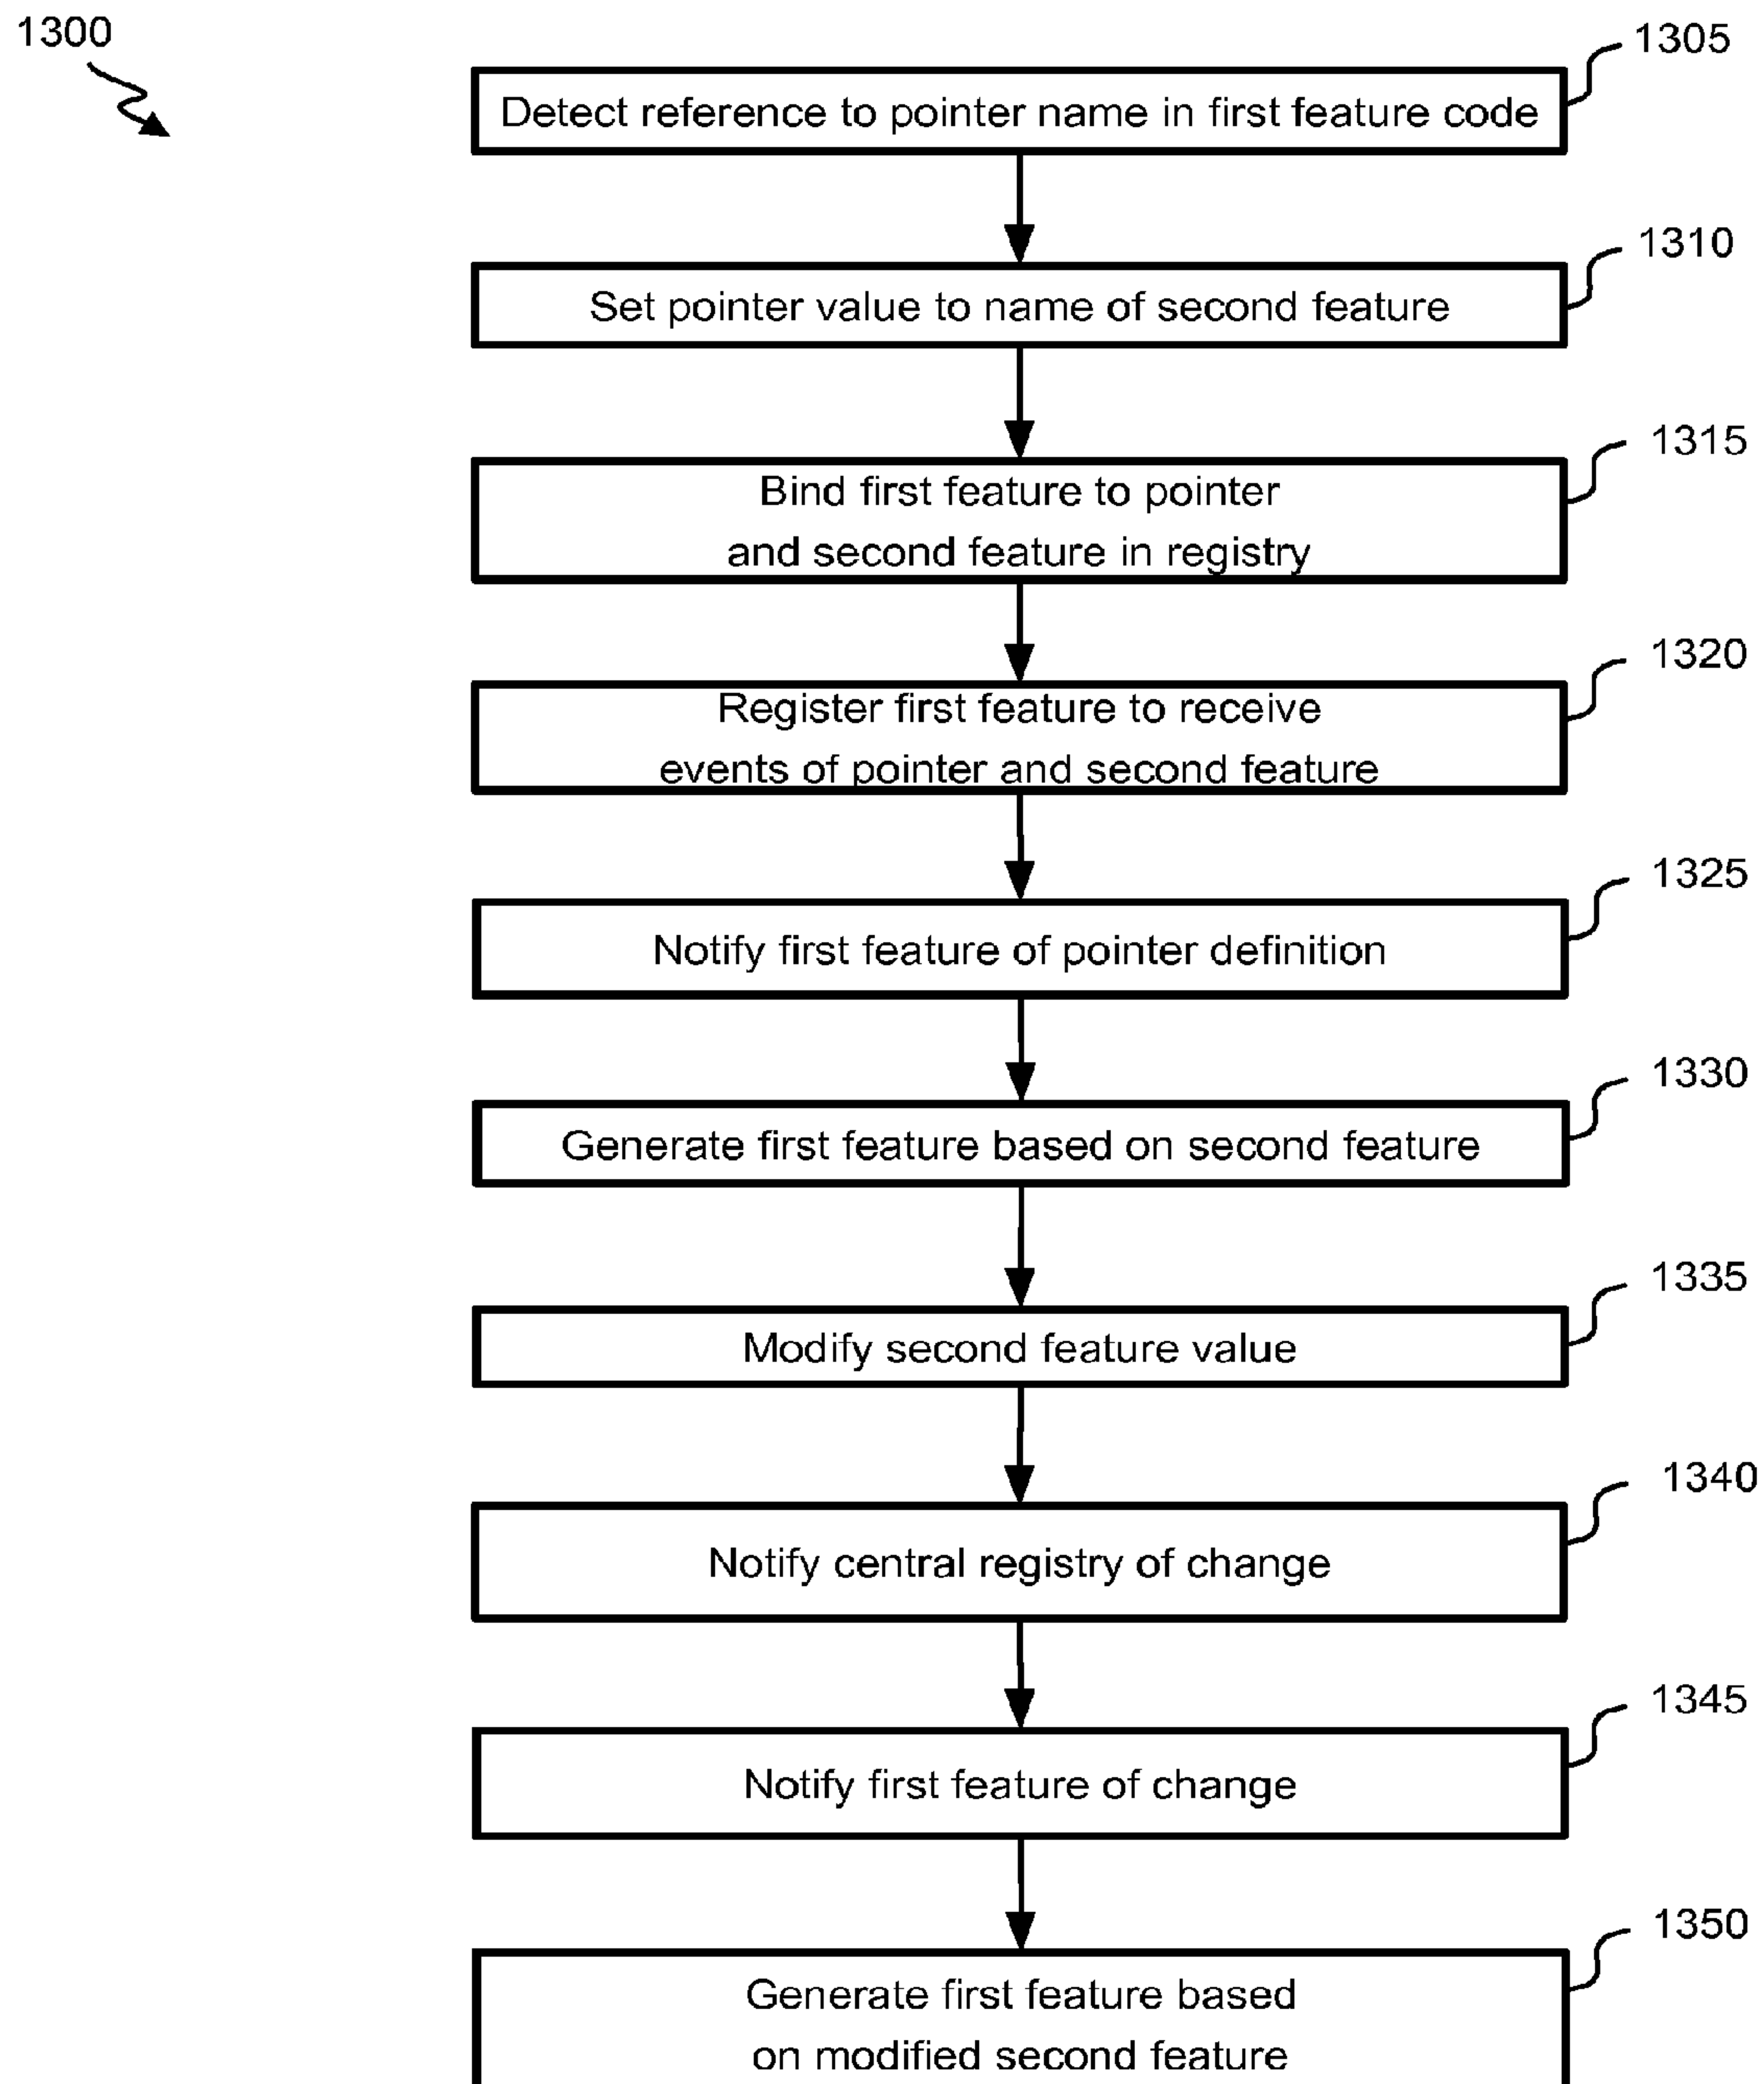 1300
1305
Detect reference to pointer name in first feature code
1310
Set pointer value to name of second feature
1315
Bind first feature to pointer
and second feature in registry
1320
Register first feature to receive
events of pointer and second feature
1325
Notify first feature of pointer definition
1330
Generate first feature based on second feature
1335
Modify second feature value
1340
Notify central registry of change
1345
Notify first feature of change
1350
Generate first feature based
on modified second feature